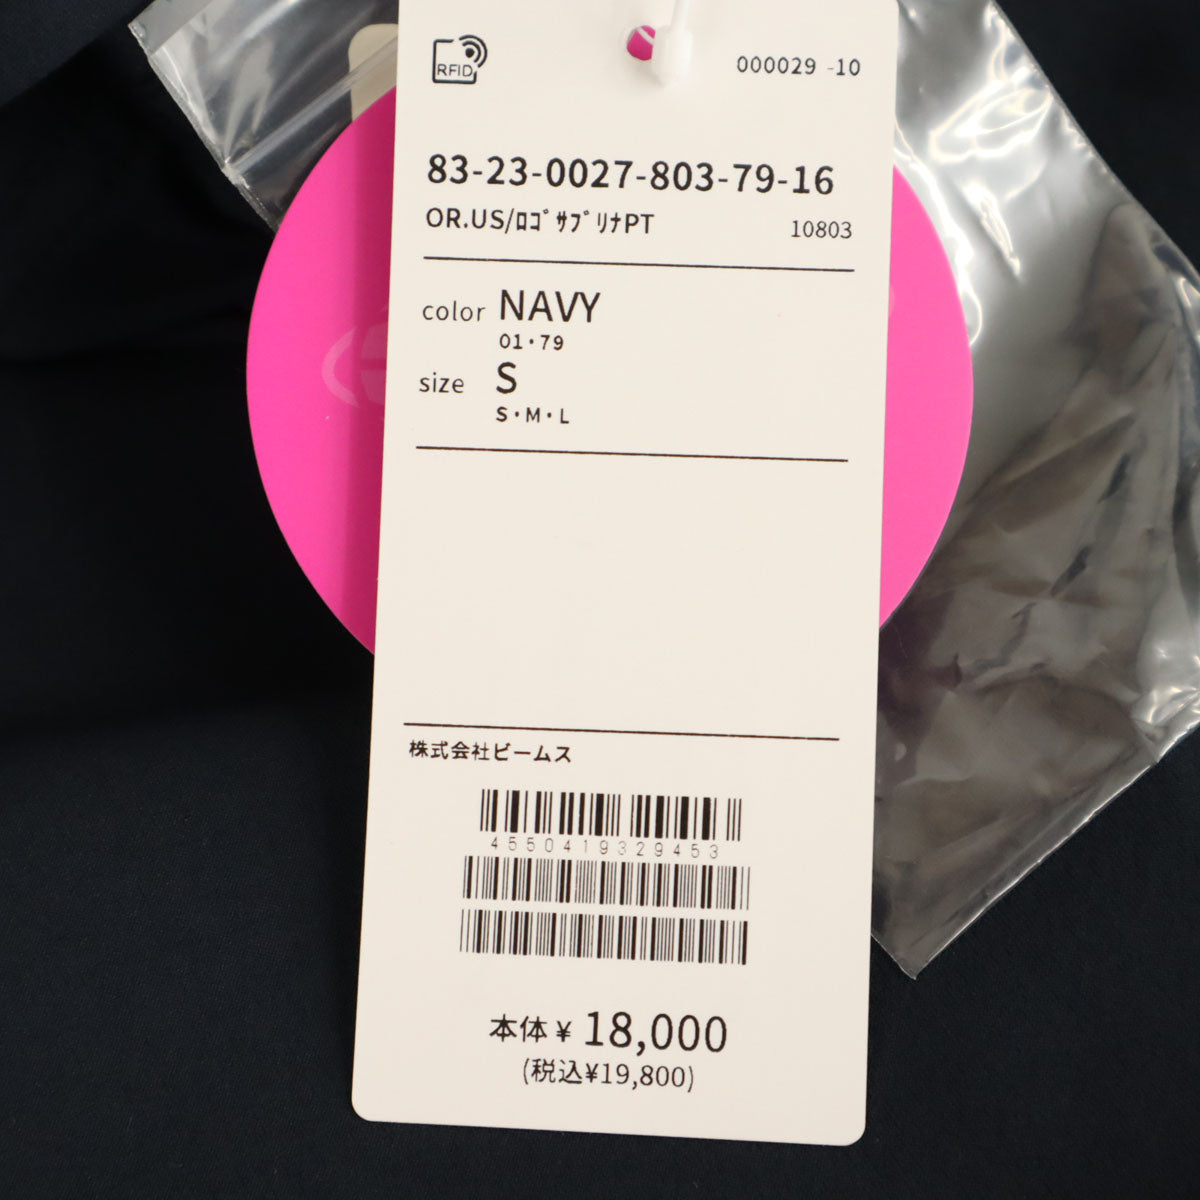 RFID
000029 -10
83-23-0027-803-79-16
OR.US/ﾛｺﾞｻﾌﾞﾘﾅPT 10803
color NAVY
01・79
size S
S・M・L
株式会社ビームス
4550419329453
本体¥ 18,000
(税込¥19,800)